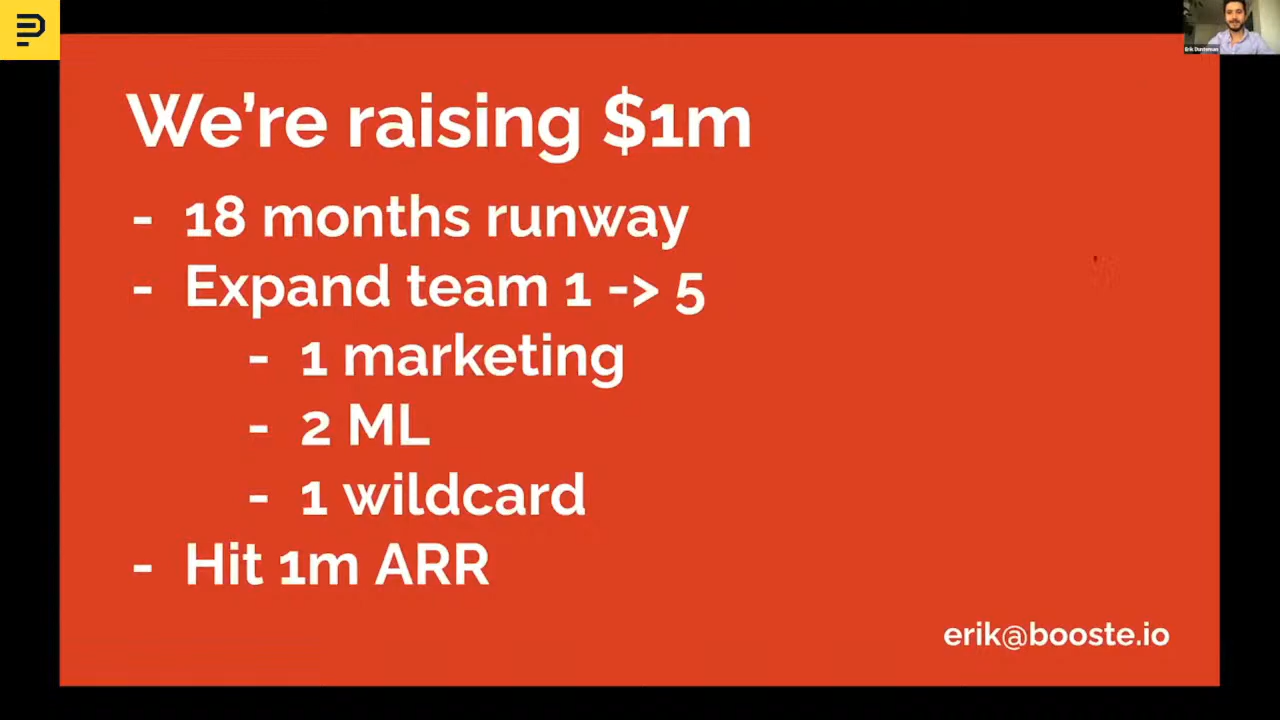 We're raising $1m
- 18 months runway
- Expand team 1 -> 5
- 1 marketing
- 2 ML
- 1 wildcard
- Hit 1m ARR
erik@booste.io